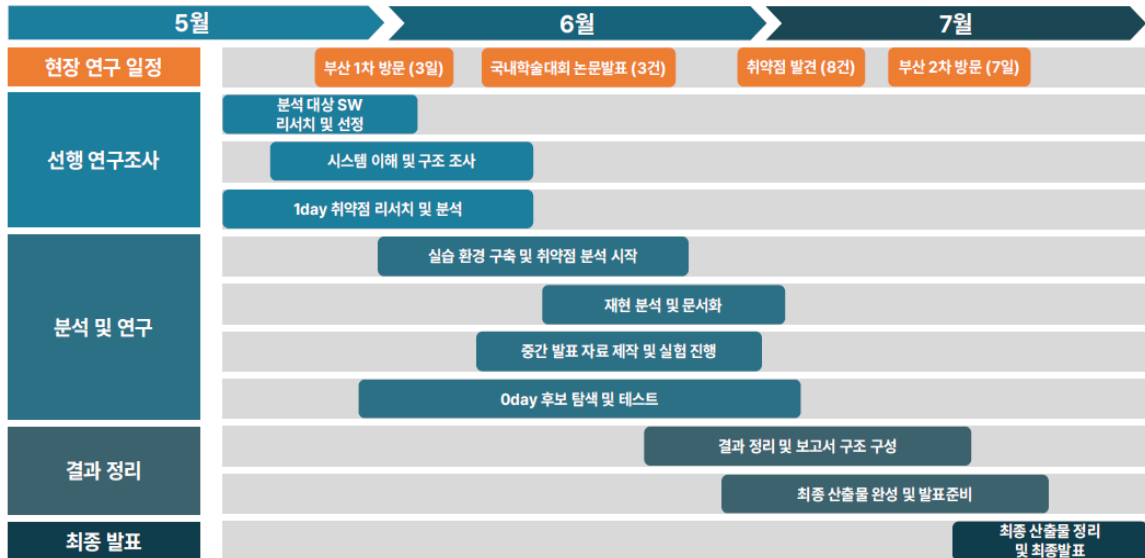 5월
6월
7월
현장 연구 일정
부산 1차 방문 (3일)
국내학술대회 논문발표 (3건)
취약점 발견 (8건)
부산 2차 방문 (7일)
선행 연구조사
분석 대상 SW
리서치 및 선정
시스템 이해 및 구조 조사
1day 취약점 리서치 및 분석
분석 및 연구
실습 환경 구축 및 취약점 분석 시작
재현 분석 및 문서화
중간 발표 자료 제작 및 실험 진행
0day 후보 탐색 및 테스트
결과 정리
결과 정리 및 보고서 구조 구성
최종 산출물 완성 및 발표준비
최종 발표
최종 산출물 정리
및 최종발표